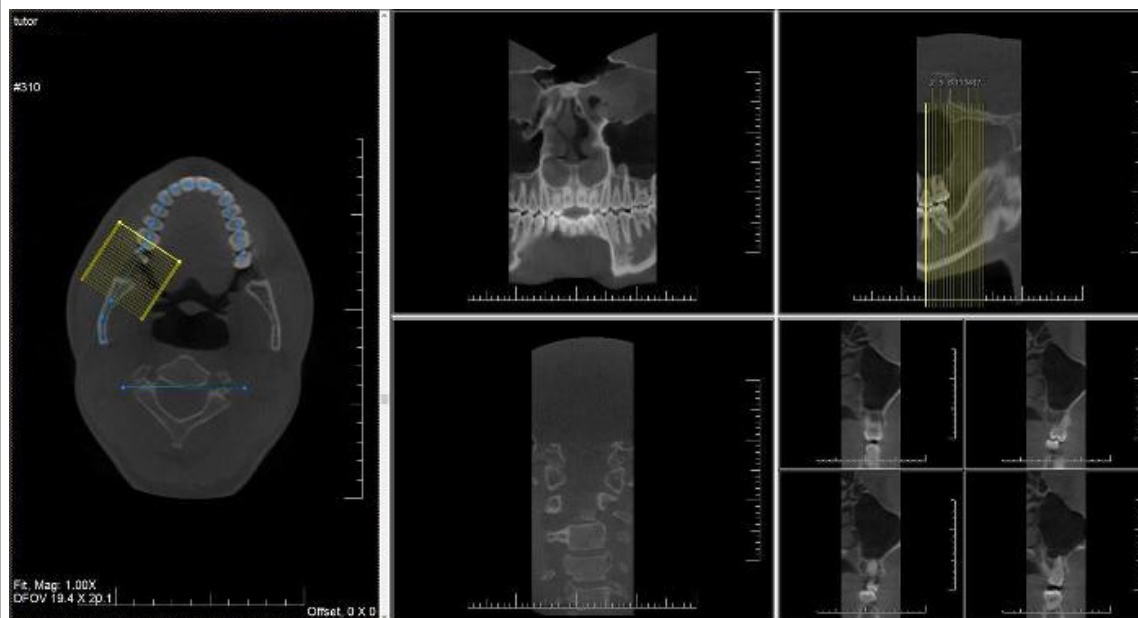 tutor
#310
Fit, Mag: 1.00X
DFOV 19.4 X 20.1
Offset, 0 X 0